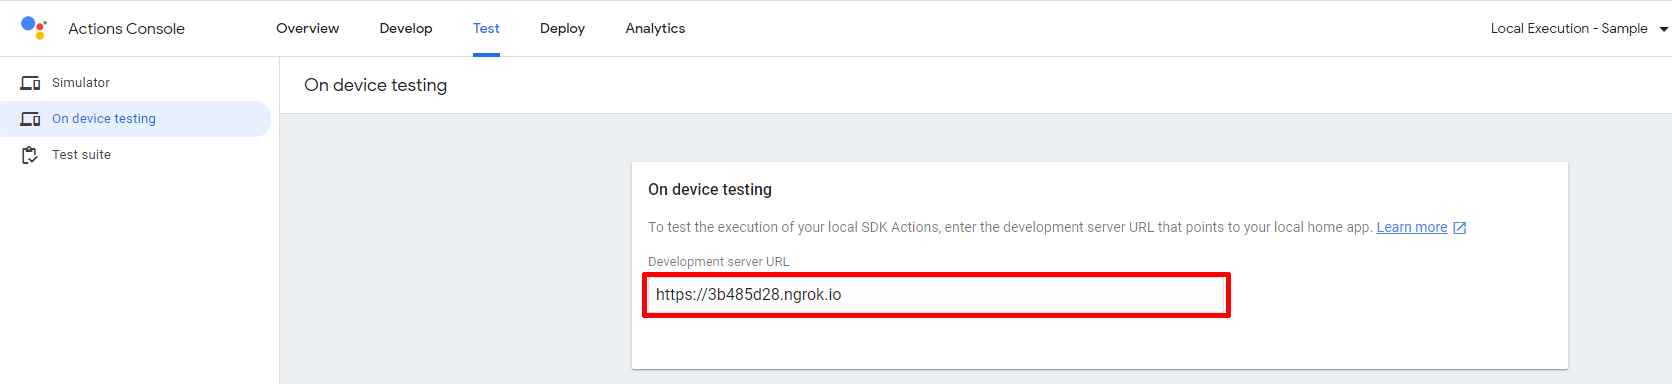 Actions Console
Overview Develop Test Deploy Analytics
Local Execution - Sample
Simulator
On device testing
Test suite
On device testing
On device testing
To test the execution of your local SDK Actions, enter the development server URL that points to your local home app. Learn more
Development server URL
https://3b485d28.ngrok.io